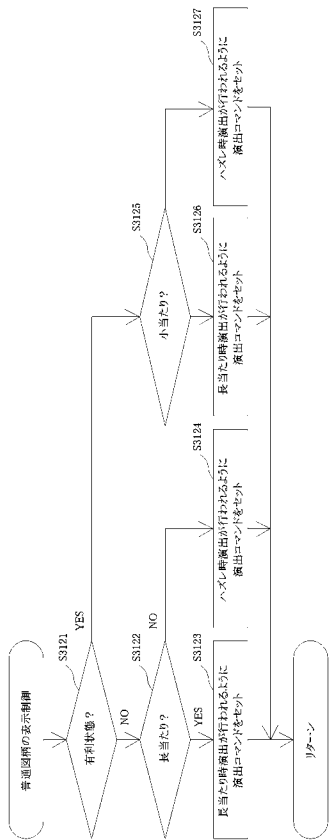 普通図柄の表示制御
S3121
有利状態？
YES
NO
S3122
長当たり？
NO
YES
S3123
長当たり時演出が行われるように
演出コマンドをセット
S3124
ハズレ時演出が行われるように
演出コマンドをセット
S3125
小当たり？
S3126
長当たり時演出が行われるように
演出コマンドをセット
S3127
ハズレ時演出が行われるように
演出コマンドをセット
リターン